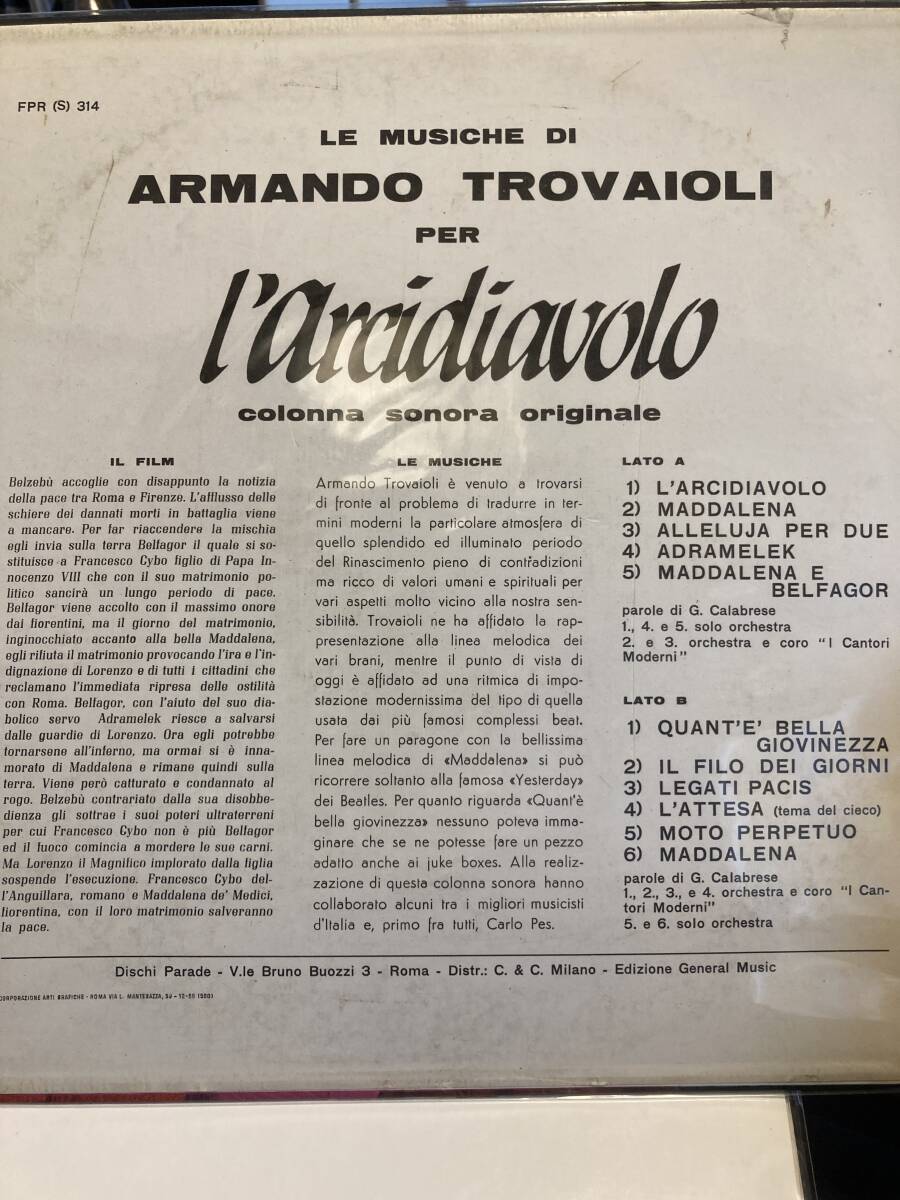 FPR (S) 314
LE MUSICHE DI
ARMANDO TROVAIOLI
PER
l'Arcidiavolo
colonna sonora originale
IL FILM
Belzebù accoglie con disappunto la notizia
della pace tra Roma e Firenze. L'afflusso delle
schiere dei dannati morti in battaglia viene
a mancare. Per far riaccendere la mischia
egli invia sulla terra Belfagor il quale si so-
stituisce a Francesco Cybo figlio di Papa In-
nocenzo VIII che con il suo matrimonio po-
litico sancirà un lungo periodo di pace.
Belfagor viene accolto con il massimo onore
dai fiorentini, ma il giorno del matrimonio,
inginocchiato accanto alla bella Maddalena,
egli rifiuta il matrimonio provocando l'ira e l'in-
dignazione di Lorenzo e di tutti i cittadini che
reclamano l'immediata ripresa delle ostilità
con Roma. Belfagor, con l'aiuto del suo dia-
bolico servo Adramelek riesce a salvarsi
dalle guardie di Lorenzo. Ora egli potrebbe
tornarsene all'inferno, ma ormai si è inna-
morato di Maddalena e rimane quindi sulla
terra. Viene però catturato e condannato al
rogo. Belzebù contrariato dalla sua disobbe-
dienza gli sottrae i suoi poteri ultraterreni
per cui Francesco Cybo non è più Belfagor
ed il fuoco comincia a mordere le sue carni.
Ma Lorenzo il Magnifico implorato dalla figlia
sospende l'esecuzione. Francesco Cybo del-
l'Anguillara, romano e Maddalena de' Medici,
fiorentina, con il loro matrimonio salveranno
la pace.
LE MUSICHE
Armando Trovaioli è venuto a trovarsi
di fronte al problema di tradurre in ter-
mini moderni la particolare atmosfera di
quello splendido ed illuminato periodo
del Rinascimento pieno di contraddizioni
ma ricco di valori umani e spirituali per
vari aspetti molto vicino alla nostra sen-
sibilità. Trovaioli ne ha affidato la rap-
presentazione alla linea melodica dei
vari brani, mentre il punto di vista di
oggi è affidato ad una ritmica di impo-
stazione modernissima del tipo di quella
usata dai più famosi complessi beat.
Per fare un paragone con la bellissima
linea melodica di «Maddalena» si può
ricorrere soltanto alla famosa «Yesterday»
dei Beatles. Per quanto riguarda «Quant'è
bella giovinezza» nessuno poteva imma-
ginare che se ne potesse fare un pezzo
adatto anche ai juke boxes. Alla realiz-
zazione di questa colonna sonora hanno
collaborato alcuni tra i migliori musicisti
d'Italia e, primo fra tutti, Carlo Pes.
LATO A
1) L'ARCIDIAVOLO
2) MADDALENA
3) ALLELUJA PER DUE
4) ADRAMELEK
5) MADDALENA E
BELFAGOR
parole di G. Calabrese
1., 4. e 5. solo orchestra
2. e 3. orchestra e coro "I Cantori
Moderni"
LATO B
1) QUANT'E' BELLA
GIOVINEZZA
2) IL FILO DEI GIORNI
3) LEGATI PACIS
4) L'ATTESA (tema del cieco)
5) MOTO PERPETUO
6) MADDALENA
parole di G. Calabrese
1., 2., 3., e 4. orchestra e coro "I Can-
tori Moderni"
5. e 6. solo orchestra
Dischi Parade - V.le Bruno Buozzi 3 - Roma - Distr.: C. & C. Milano - Edizione General Music
CORPORAZIONE ARTI GRAFICHE - ROMA VIA L.